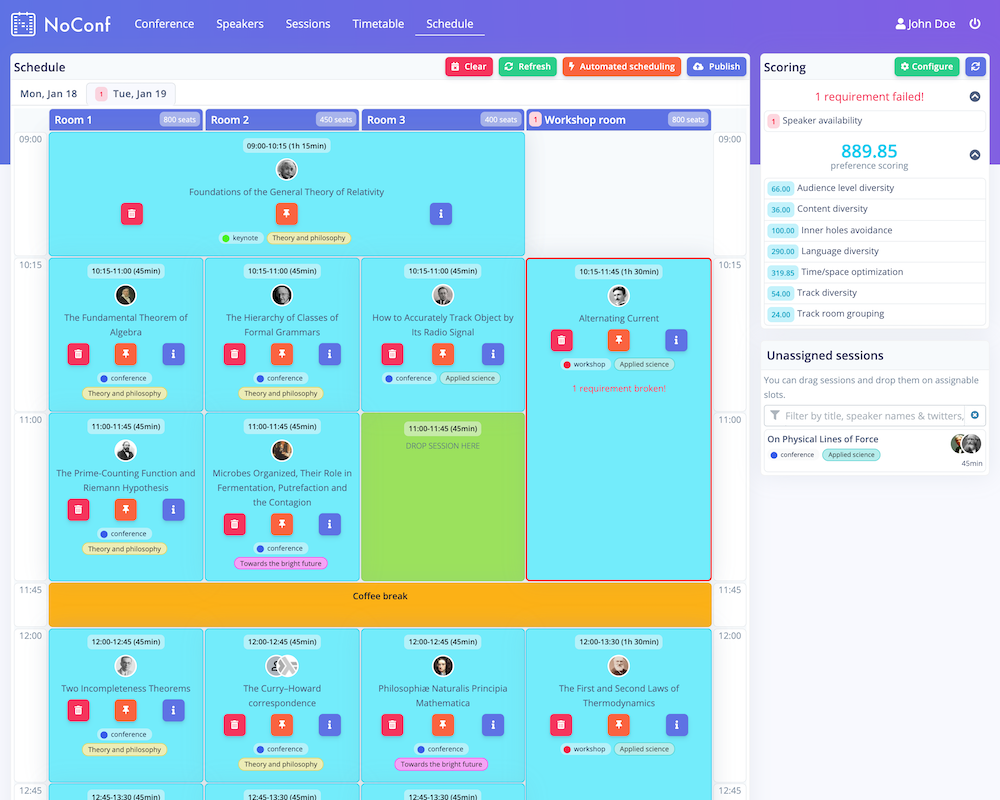 NoConf Conference Speakers Sessions Timetable Schedule John Doe
Schedule Clear Refresh Automated scheduling Publish
Mon, Jan 18 1 Tue, Jan 19
Room 1 800 seats Room 2 450 seats Room 3 400 seats 1 Workshop room 800 seats
09:00 09:00
09:00-10:15 (1h 15min)
Foundations of the General Theory of Relativity
keynote Theory and philosophy
10:15 10:15
10:15-11:00 (45min)
The Fundamental Theorem of
Algebra
conference
Theory and philosophy
10:15-11:00 (45min)
The Hierarchy of Classes of
Formal Grammars
conference
Theory and philosophy
10:15-11:00 (45min)
How to Accurately Track Object by
Its Radio Signal
conference Applied science
10:15-11:45 (1h 30min)
Alternating Current
workshop Applied science
1 requirement broken!
11:00 11:00
11:00-11:45 (45min)
The Prime-Counting Function and
Riemann Hypothesis
conference
Theory and philosophy
11:00-11:45 (45min)
Microbes Organized, Their Role in
Fermentation, Putrefaction and
the Contagion
conference
Towards the bright future
11:00-11:45 (45min)
DROP SESSION HERE
11:45 Coffee break 11:45
12:00 12:00
12:00-12:45 (45min)
Two Incompleteness Theorems
conference
Theory and philosophy
12:00-12:45 (45min)
The Curry–Howard
correspondence
conference
Theory and philosophy
12:00-12:45 (45min)
Philosophiæ Naturalis Principia
Mathematica
conference
Towards the bright future
12:00-13:30 (1h 30min)
The First and Second Laws of
Thermodynamics
workshop Applied science
12:45 12:45
12:45-13:30 (45min) 12:45-13:30 (45min) 12:45-13:30 (45min)
Scoring Configure
1 requirement failed!
1 Speaker availability
889.85
preference scoring
66.00 Audience level diversity
36.00 Content diversity
100.00 Inner holes avoidance
290.00 Language diversity
319.85 Time/space optimization
54.00 Track diversity
24.00 Track room grouping
Unassigned sessions
You can drag sessions and drop them on assignable
slots.
Filter by title, speaker names & twitters,
On Physical Lines of Force
conference Applied science
45min